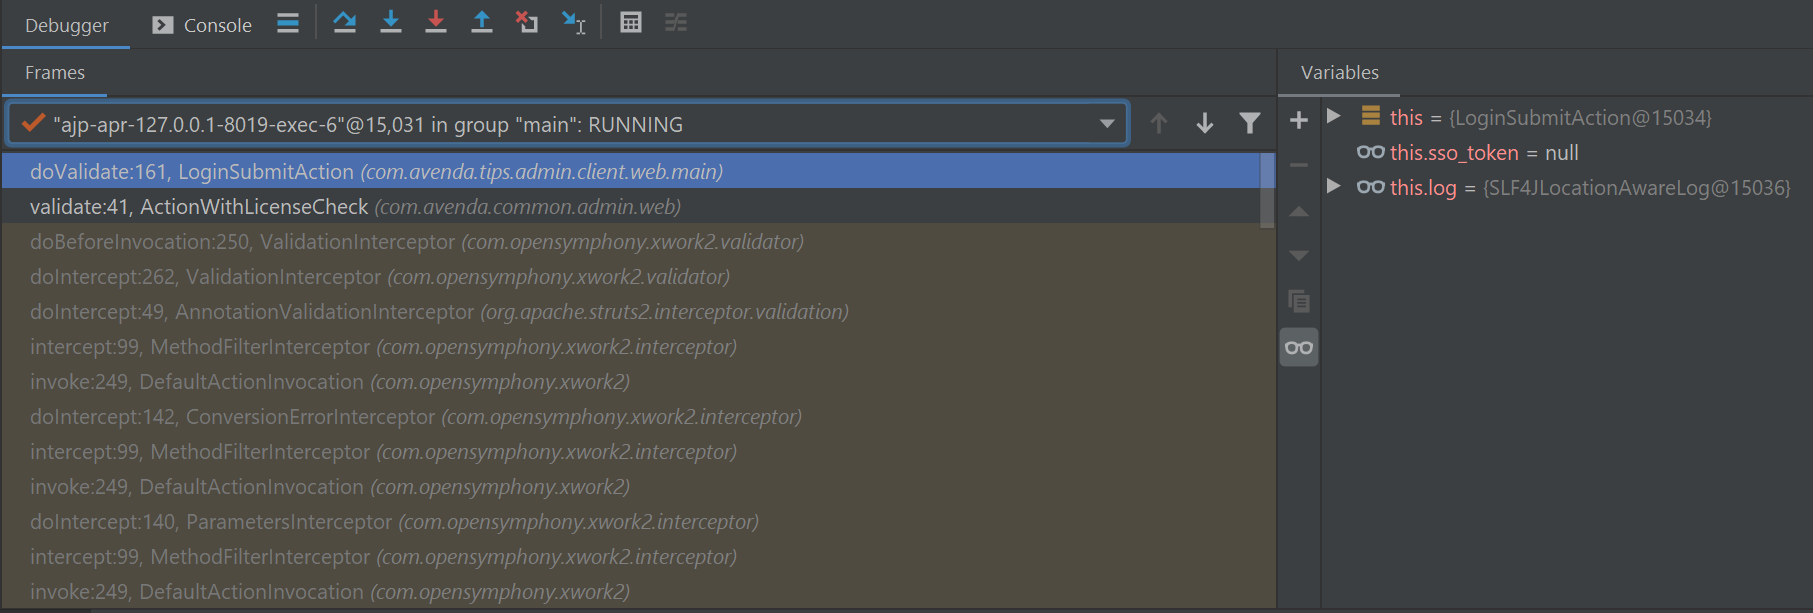 Debugger Console
Frames
Variables
"ajp-apr-127.0.0.1-8019-exec-6"@15,031 in group "main": RUNNING
doValidate:161, LoginSubmitAction (com.avenda.tips.admin.client.web.main)
validate:41, ActionWithLicenseCheck (com.avenda.common.admin.web)
doBeforeInvocation:250, ValidationInterceptor (com.opensymphony.xwork2.validator)
doIntercept:262, ValidationInterceptor (com.opensymphony.xwork2.validator)
doIntercept:49, AnnotationValidationInterceptor (org.apache.struts2.interceptor.validation)
intercept:99, MethodFilterInterceptor (com.opensymphony.xwork2.interceptor)
invoke:249, DefaultActionInvocation (com.opensymphony.xwork2)
doIntercept:142, ConversionErrorInterceptor (com.opensymphony.xwork2.interceptor)
intercept:99, MethodFilterInterceptor (com.opensymphony.xwork2.interceptor)
invoke:249, DefaultActionInvocation (com.opensymphony.xwork2)
doIntercept:140, ParametersInterceptor (com.opensymphony.xwork2.interceptor)
intercept:99, MethodFilterInterceptor (com.opensymphony.xwork2.interceptor)
invoke:249, DefaultActionInvocation (com.opensymphony.xwork2)
this = {LoginSubmitAction@15034}
this.sso_token = null
this.log = {SLF4JLocationAwareLog@15036}